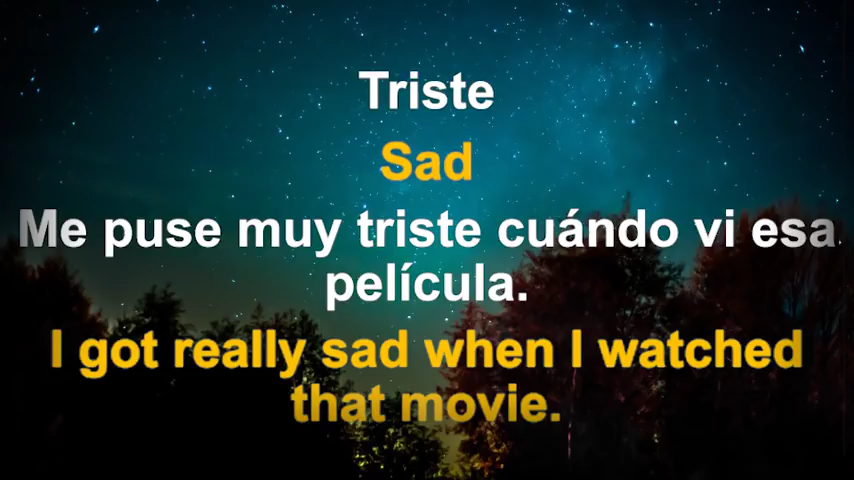 Triste
Sad
Me puse muy triste cuándo vi esa
película.
I got really sad when I watched
that movie.